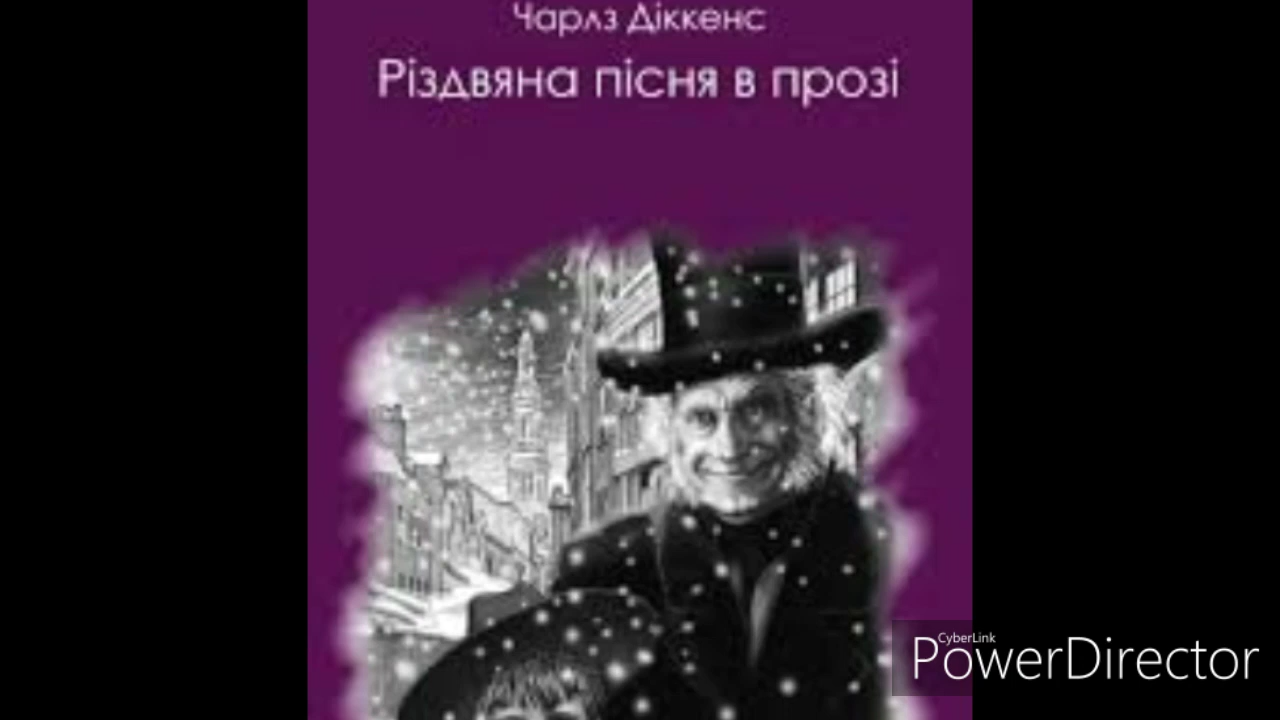 Чарлз Діккенс
Різдвяна пісня в прозі
CyberLink
PowerDirector